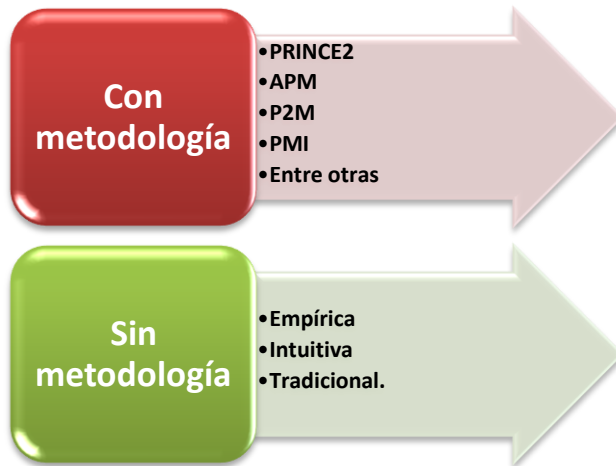 Con
metodología
•PRINCE2
•APM
•P2M
•PMI
•Entre otras
Sin
metodología
•Empírica
•Intuitiva
•Tradicional.